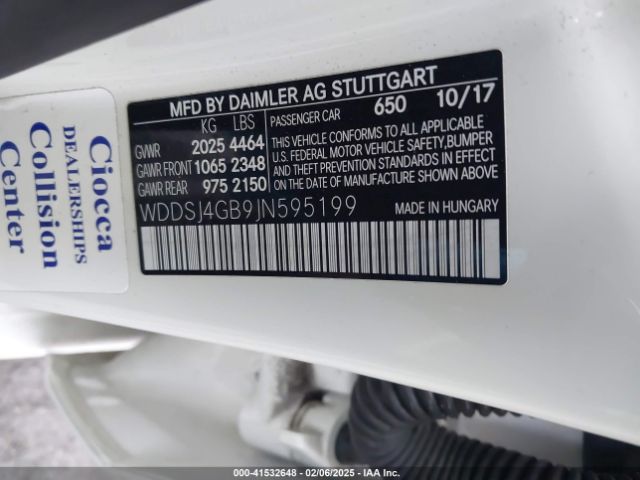 MFD BY DAIMLER AG STUTTGART
KG LBS PASSENGER CAR 650 10/17
GVWR 2025 4464
GAWR FRONT 1065 2348
GAWR REAR 975 2150
THIS VEHICLE CONFORMS TO ALL APPLICABLE
U.S. FEDERAL MOTOR VEHICLE SAFETY,BUMPER
AND THEFT PREVENTION STANDARDS IN EFFECT
ON DATE OF MANUFACTURE SHOWN ABOVE
WDDSJ4GB9JN595199 MADE IN HUNGARY
Ciocca
DEALERSHIPS
Collision
Center
000-41532648 - 02/06/2025 - IAA Inc.